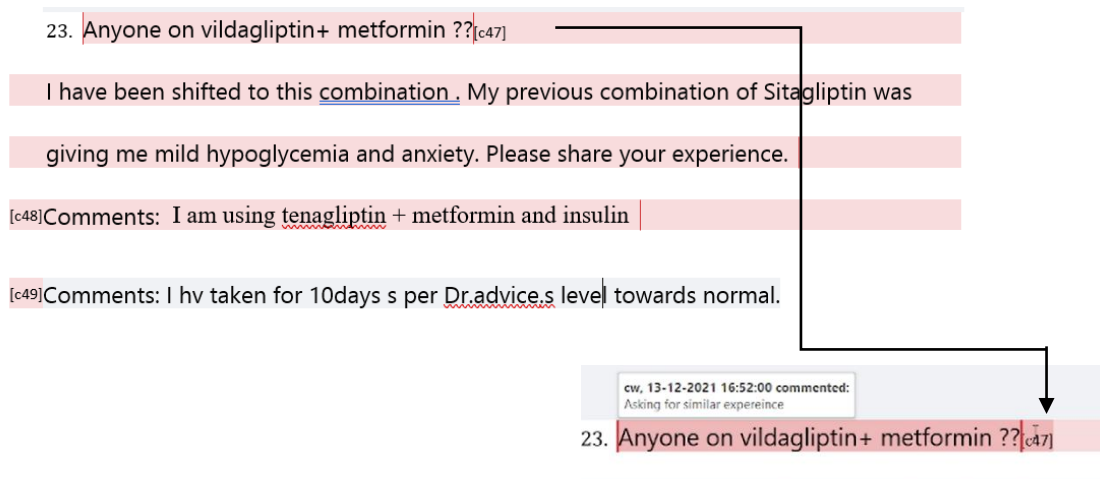 23. Anyone on vildagliptin+ metformin ??[c47]
I have been shifted to this combination . My previous combination of Sitagliptin was
giving me mild hypoglycemia and anxiety. Please share your experience.
[c48]Comments: I am using tenagliptin + metformin and insulin
[c49]Comments: I hv taken for 10days s per Dr.advice.s level towards normal.
cw, 13-12-2021 16:52:00 commented:
Asking for similar expereince
23. Anyone on vildagliptin+ metformin ??[c47]